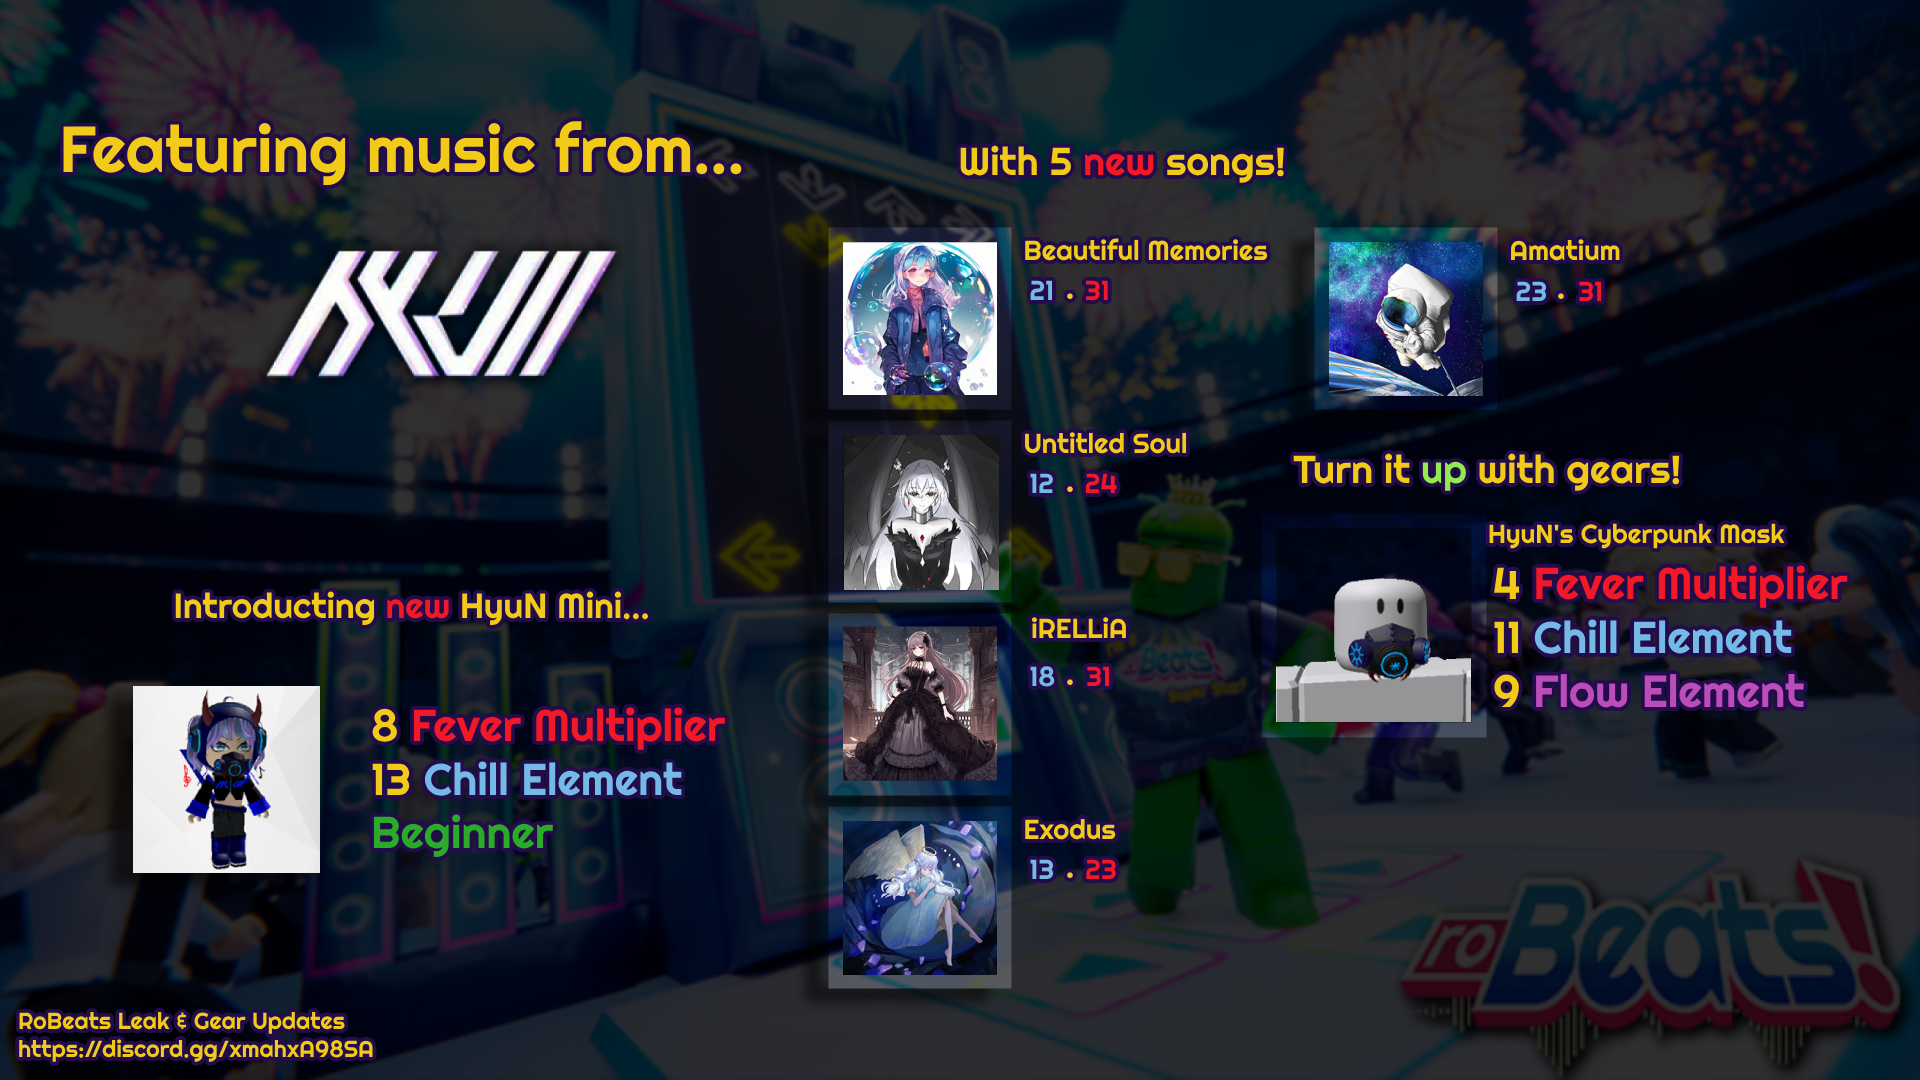 Featuring music from...
HYUN
Introducting new HyuN Mini...
8 Fever Multiplier
13 Chill Element
Beginner
With 5 new songs!
Beautiful Memories
21 . 31
Untitled Soul
12 . 24
iRELLiA
18 . 31
Exodus
13 . 23
Amatium
23 . 31
Turn it up with gears!
HyuN's Cyberpunk Mask
4 Fever Multiplier
11 Chill Element
9 Flow Element
Beats!
Super Star!
roBeats!
RoBeats Leak & Gear Updates
https://discord.gg/xmahxA98SA